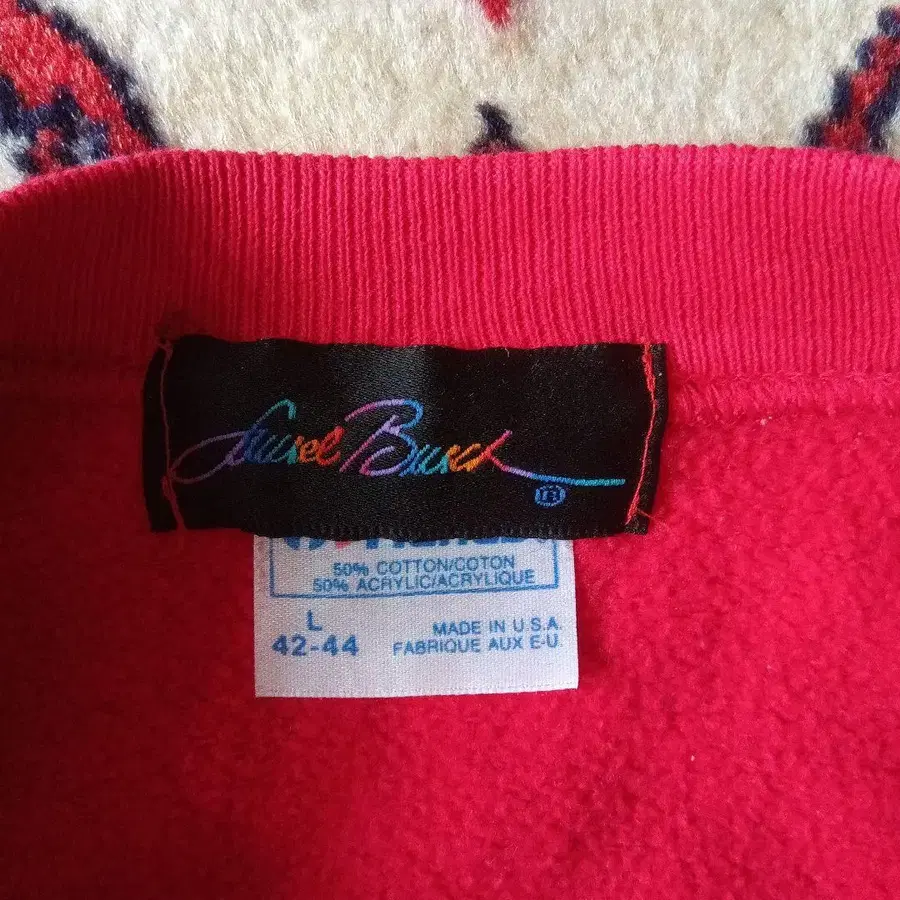 Laurel Burch
®
50% COTTON/COTON
50% ACRYLIC/ACRYLIQUE
L
42-44
MADE IN U.S.A.
FABRIQUE AUX E-U.